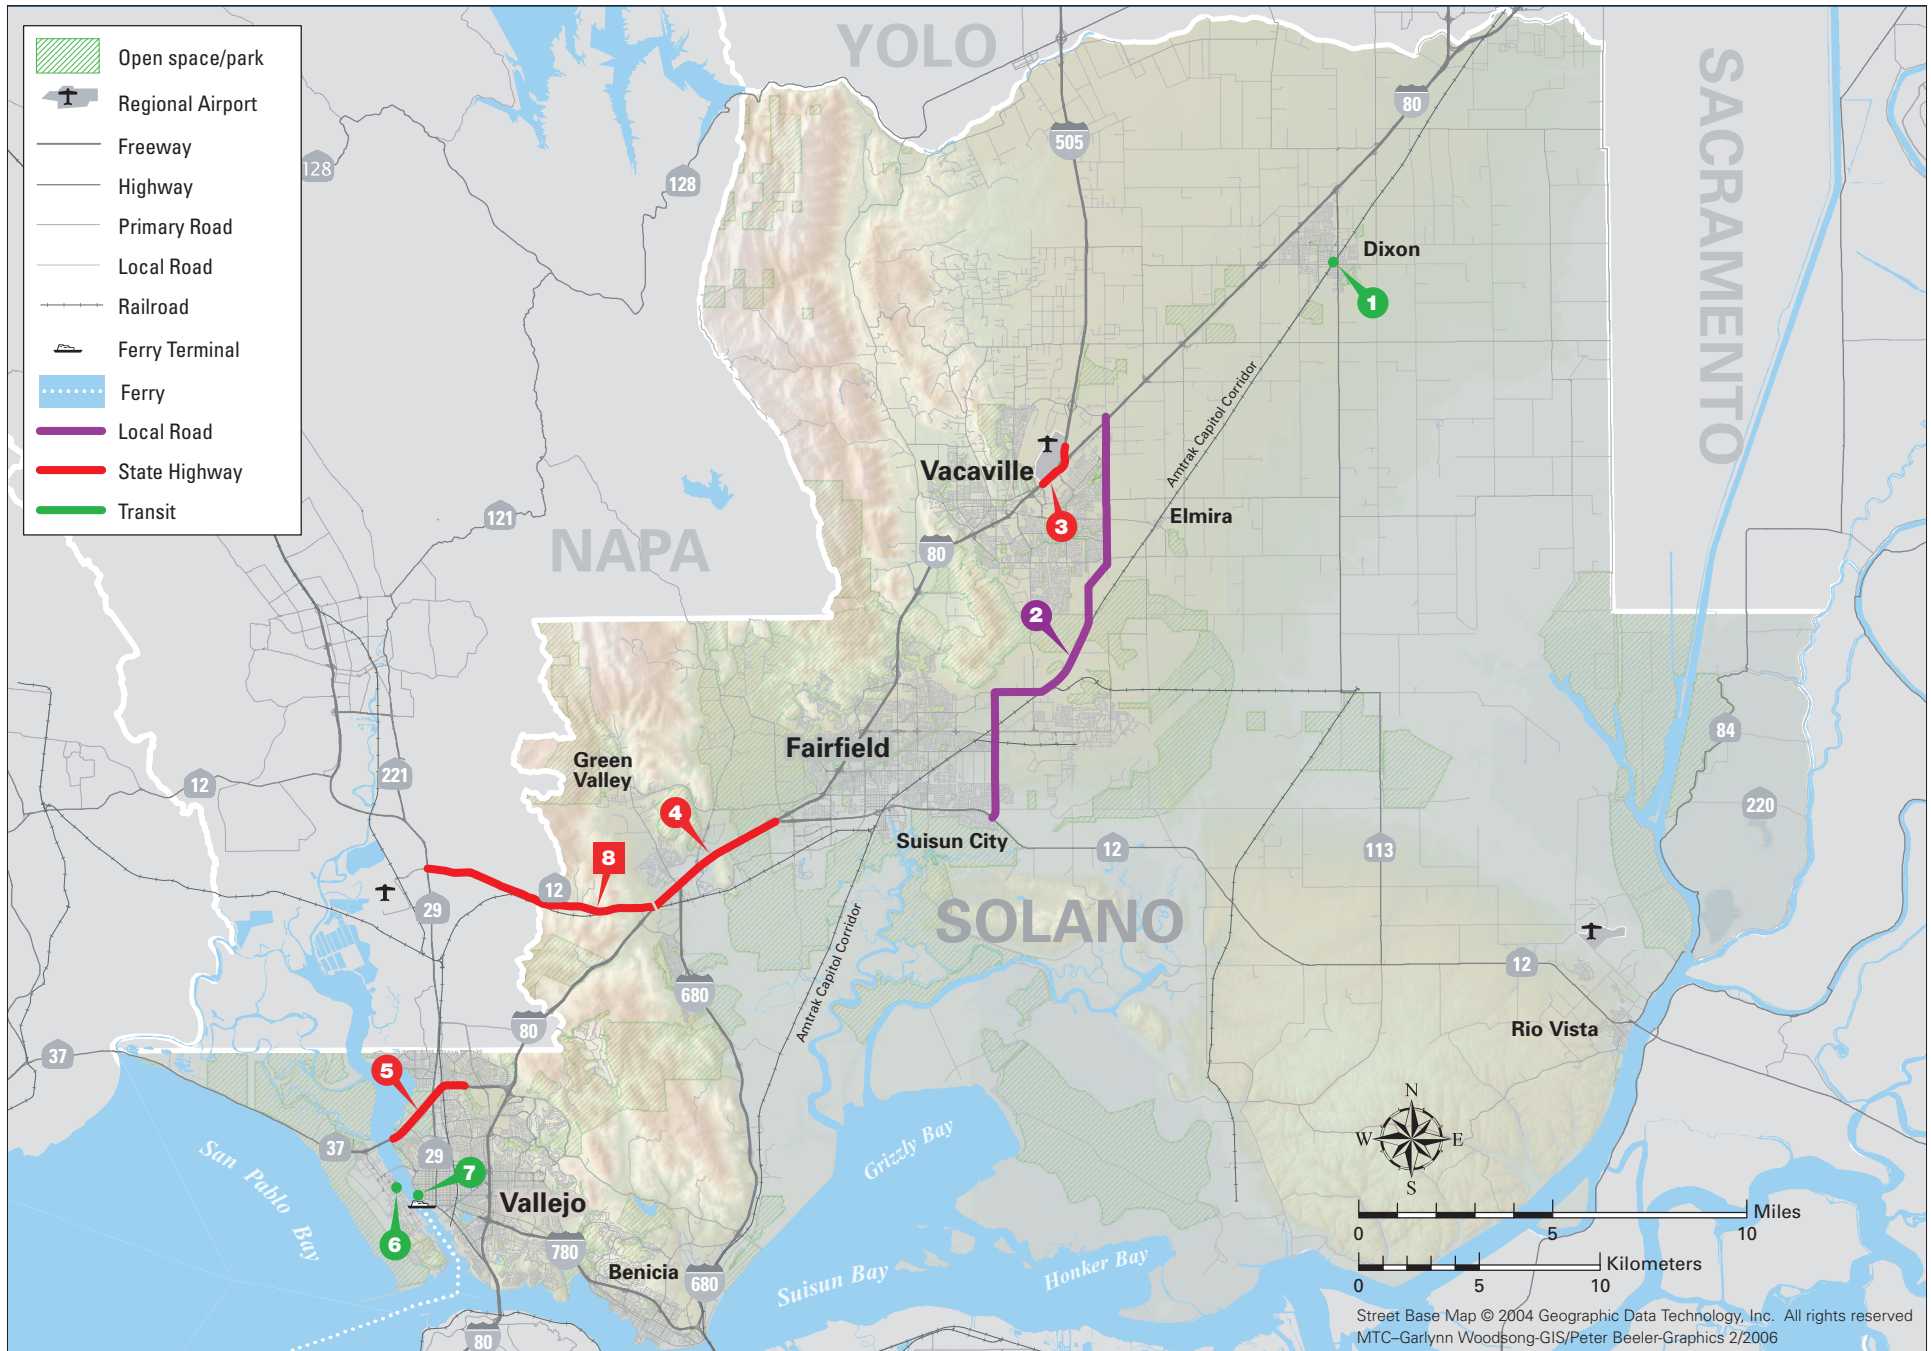 Open space/park
Regional Airport
Freeway
Highway
Primary Road
Local Road
Railroad
Ferry Terminal
Ferry
Local Road
State Highway
Transit
YOLO
SACRAMENTO
NAPA
SOLANO
128
128
505
80
Dixon
1
Amtrak Capitol Corridor
Vacaville
3
Elmira
121
80
2
Green
Valley
Fairfield
84
12
221
220
4
Suisun City
12
113
8
12
29
12
680
Amtrak Capitol Corridor
80
Rio Vista
37
5
37
29
7
San Pablo Bay
Vallejo
6
Grizzly Bay
780
Benicia
680
Suisun Bay
Honker Bay
80
N
W
E
S
Miles
0
5
10
Kilometers
0
5
10
Street Base Map © 2004 Geographic Data Technology, Inc. All rights reserved
MTC–Garlynn Woodsong-GIS/Peter Beeler-Graphics 2/2006